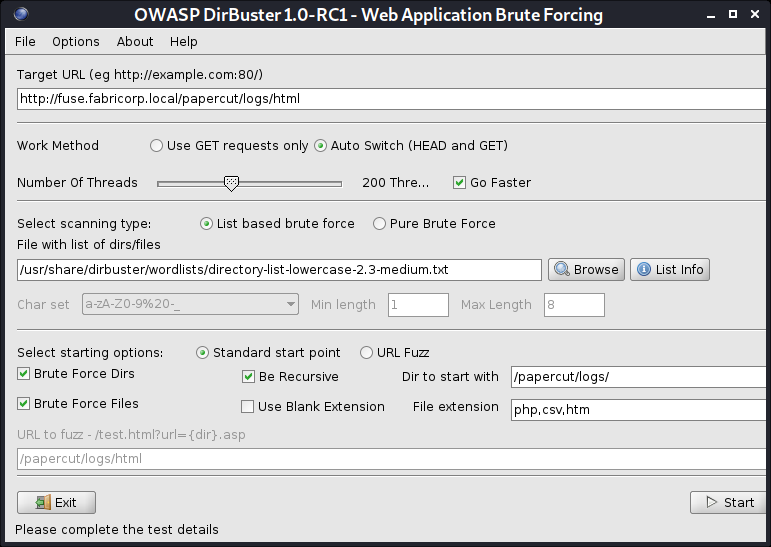 OWASP DirBuster 1.0-RC1 - Web Application Brute Forcing
File Options About Help
Target URL (eg http://example.com:80/)
http://fuse.fabricorp.local/papercut/logs/html
Work Method Use GET requests only Auto Switch (HEAD and GET)
Number Of Threads 200 Thre... Go Faster
Select scanning type: List based brute force Pure Brute Force
File with list of dirs/files
/usr/share/dirbuster/wordlists/directory-list-lowercase-2.3-medium.txt Browse List Info
Char set a-zA-Z0-9%20-_ Min length 1 Max Length 8
Select starting options: Standard start point URL Fuzz
Brute Force Dirs Be Recursive Dir to start with /papercut/logs/
Brute Force Files Use Blank Extension File extension php,csv,htm
URL to fuzz - /test.html?url={dir}.asp
/papercut/logs/html
Exit Start
Please complete the test details